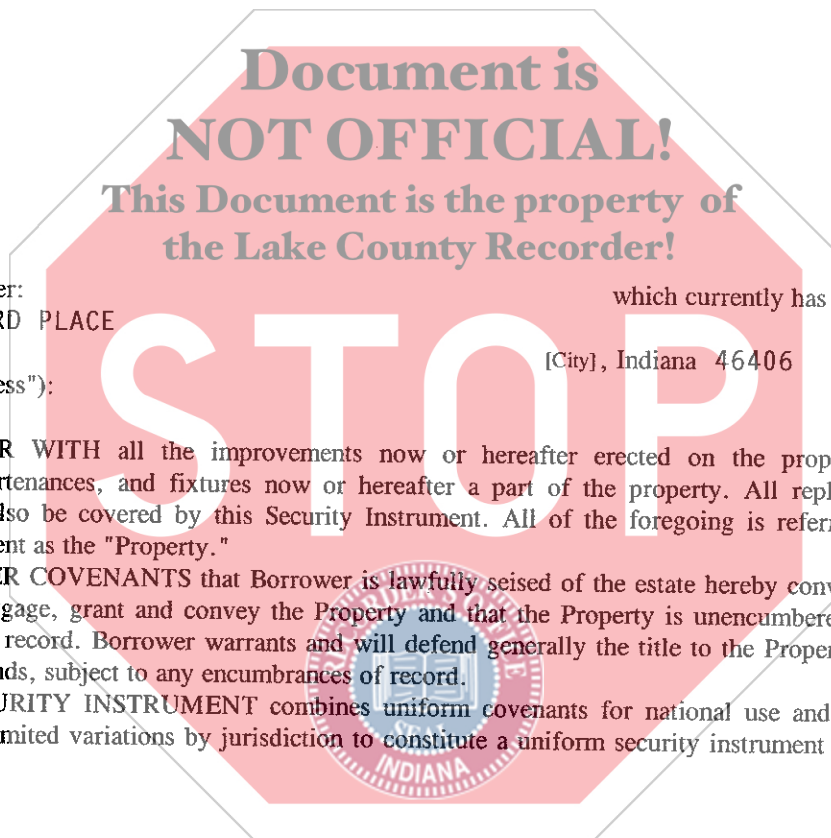 Document is
NOT OFFICIAL!
This Document is the property of
the Lake County Recorder!
er:
which currently has
RD PLACE
[City], Indiana 46406
ess"):
STOP
R WITH all the improvements now or hereafter erected on the prop
rtenances, and fixtures now or hereafter a part of the property. All repl
lso be covered by this Security Instrument. All of the foregoing is referr
ent as the "Property."
ER COVENANTS that Borrower is lawfully seised of the estate hereby conv
gage, grant and convey the Property and that the Property is unencumbere
record. Borrower warrants and will defend generally the title to the Proper
nds, subject to any encumbrances of record.
URITY INSTRUMENT combines uniform covenants for national use and
mited variations by jurisdiction to constitute a uniform security instrument
RECORDER'S OFFICE
SEAL
INDIANA